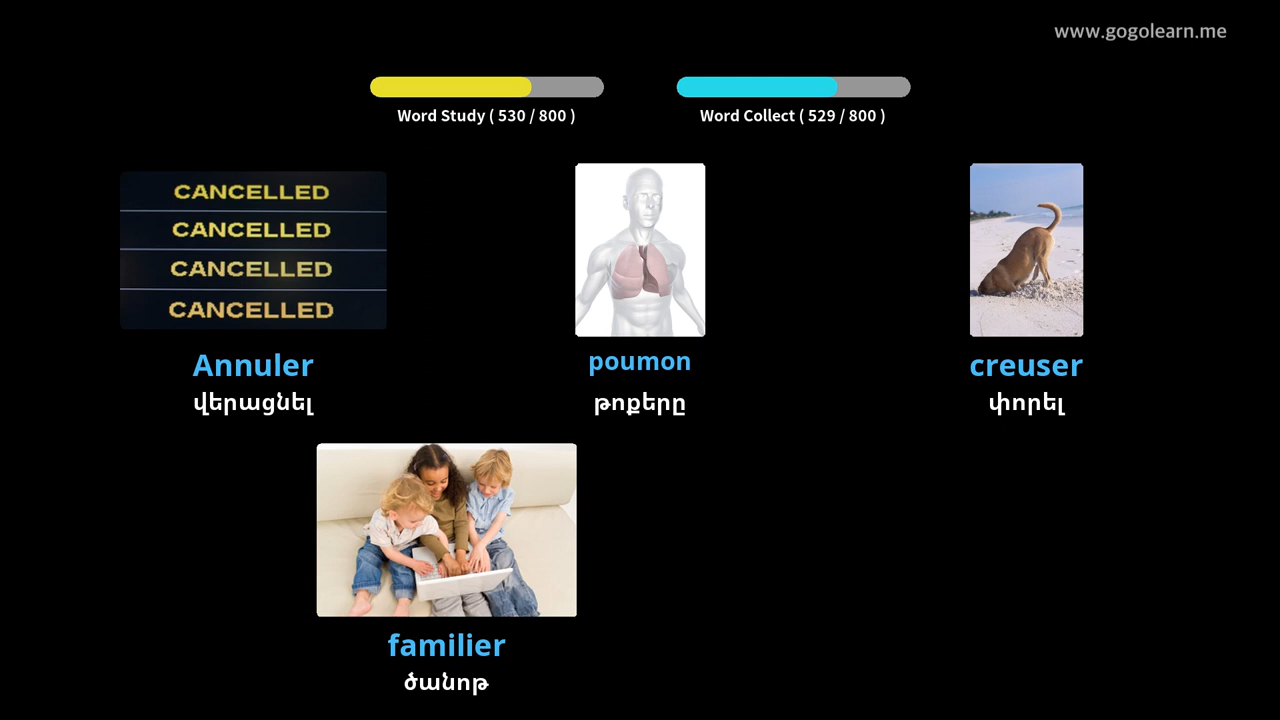 www.gogolearn.me
Word Study ( 530 / 800 )
Word Collect ( 529 / 800 )
CANCELLED
CANCELLED
CANCELLED
CANCELLED
Annuler
վերացնել
poumon
թոքերը
creuser
փորել
familier
ծանոթ